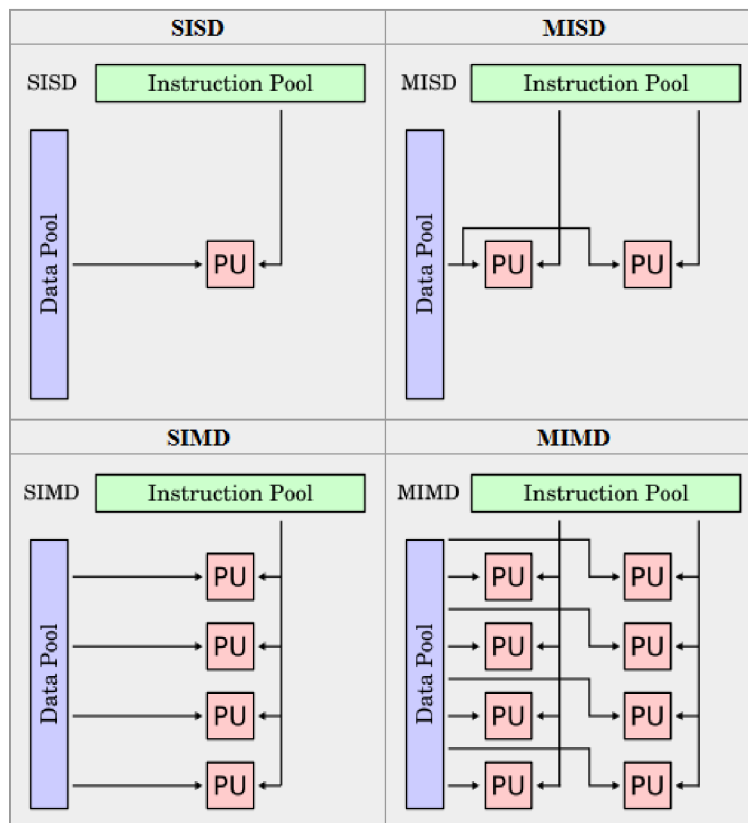 SISD
MISD
SISD
Instruction Pool
Data Pool
PU
MISD
Instruction Pool
Data Pool
PU
PU
SIMD
MIMD
SIMD
Instruction Pool
Data Pool
PU
PU
PU
PU
MIMD
Instruction Pool
Data Pool
PU
PU
PU
PU
PU
PU
PU
PU